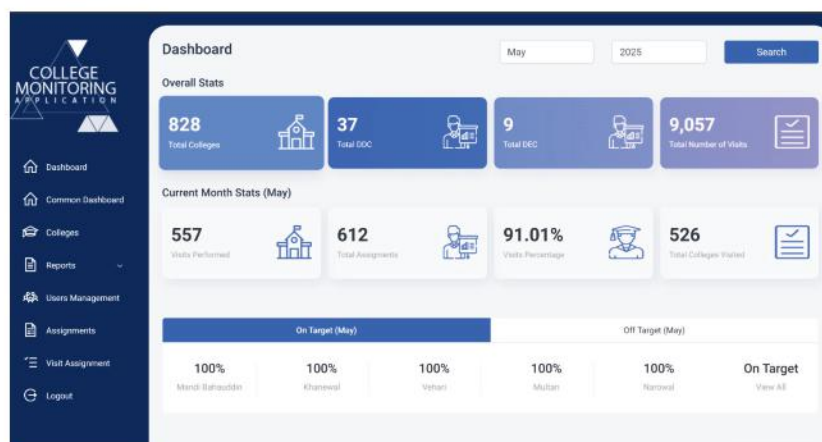 COLLEGE
MONITORING
APPLICATION
Dashboard
Common Dashboard
Colleges
Reports
Users Management
Assignments
Visit Assignment
Logout
Dashboard
May
2025
Search
Overall Stats
828
Total Colleges
37
Total DDC
9
Total DEC
9,057
Total Number of Visits
Current Month Stats (May)
557
Visits Performed
612
Total Assignments
91.01%
Visits Percentage
526
Total Colleges Visited
On Target (May)
Off Target (May)
100%
Mandi Bahauddin
100%
Khanewal
100%
Vehari
100%
Multan
100%
Narowal
On Target
View All